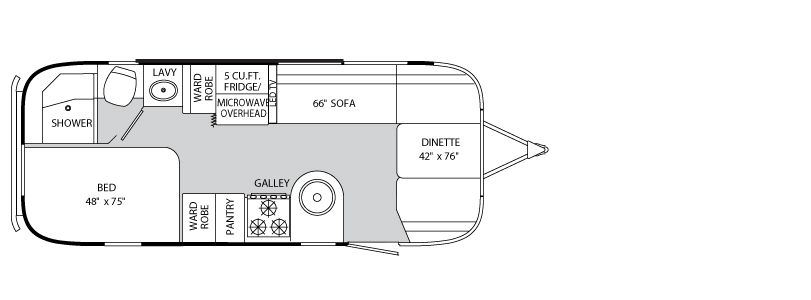 LAVY
WARD
ROBE
5 CU.FT.
FRIDGE/
MICROWAVE
OVERHEAD
LED TV
66" SOFA
SHOWER
DINETTE
42" x 76"
BED
48" x 75"
GALLEY
WARD
ROBE
PANTRY